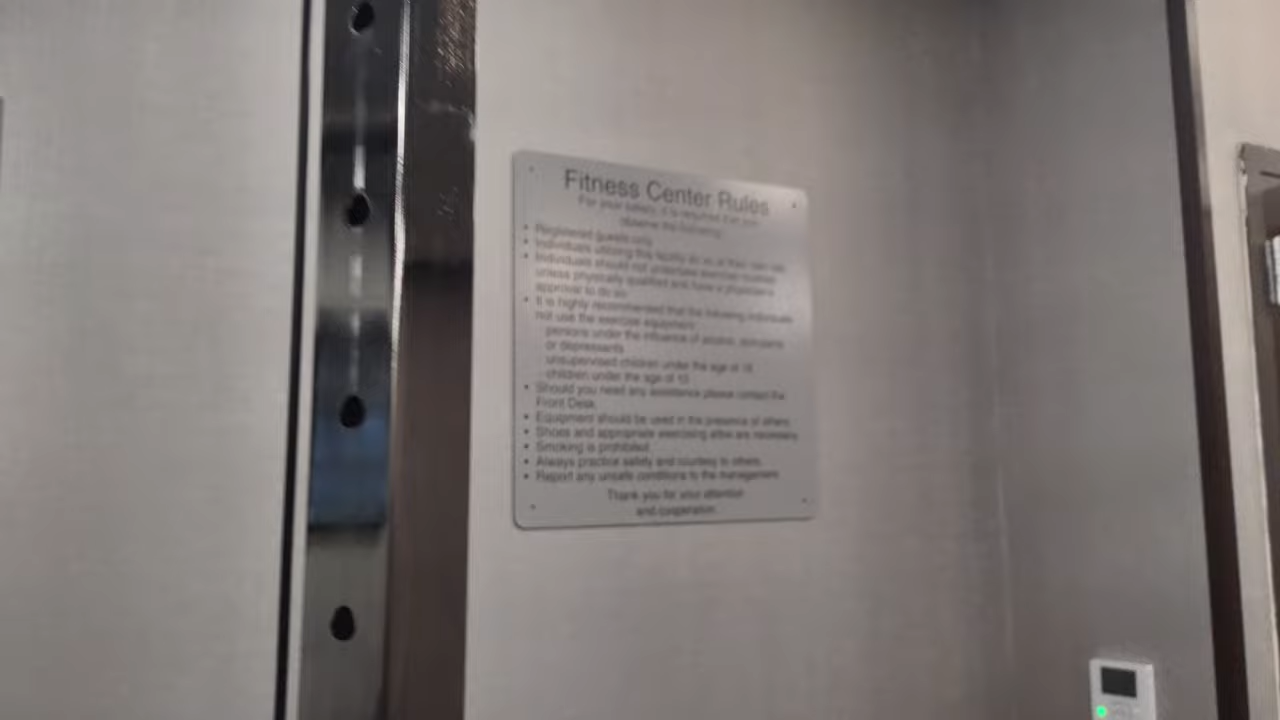 Fitness Center Rules
For your safety, it is required that you
observe the following:
• Registered guests only.
• Individuals utilizing this facility do so at their own risk.
• Individuals should not undertake exercise
unless physically qualified and have a physician's
approval to do so.
• It is highly recommended that the following individuals
not use the exercise equipment:
persons under the influence of alcohol,
or depressants
unsupervised children under the age of 18
children under the age of
• Should you need any assistance please contact the
Front Desk.
• Equipment should be used in the presence of others.
• Shoes and appropriate exercising attire are necessary.
• Smoking is prohibited.
• Always practice safety and courtesy to others.
• Report any unsafe conditions to the management.
Thank you for your attention
and cooperation.